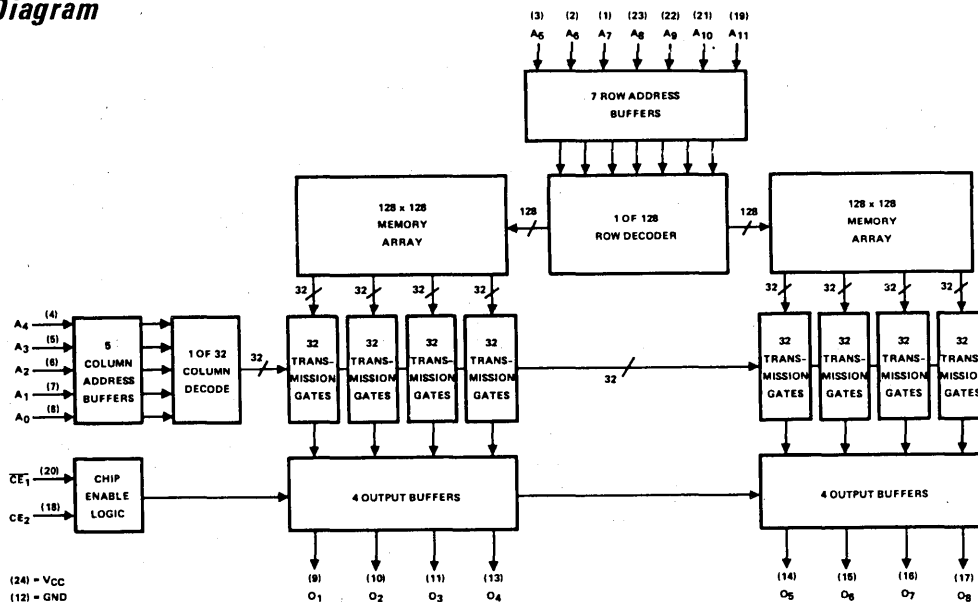 Diagram
(3) (2) (1) (23) (22) (21) (19)
A5 A6 A7 A8 A9 A10 A11
7 ROW ADDRESS
BUFFERS
128 x 128
MEMORY
ARRAY
128
1 OF 128
ROW DECODER
128
128 x 128
MEMORY
ARRAY
32 32 32 32
32 32 32 32
A4 (4)
A3 (5)
A2 (6)
A1 (7)
A0 (8)
5
COLUMN
ADDRESS
BUFFERS
1 OF 32
COLUMN
DECODE
32
32
TRANS-
MISSION
GATES
32
TRANS-
MISSION
GATES
32
TRANS-
MISSION
GATES
32
TRANS-
MISSION
GATES
32
32
TRANS-
MISSION
GATES
32
TRANS-
MISSION
GATES
32
TRANS-
MISSION
GATES
32
TRANS-
MISSION
GATES
CE1 (20)
CE2 (18)
CHIP
ENABLE
LOGIC
4 OUTPUT BUFFERS
4 OUTPUT BUFFERS
(9) (10) (11) (13)
O1 O2 O3 O4
(14) (15) (16) (17)
O5 O6 O7 O8
(24) = VCC
(12) = GND